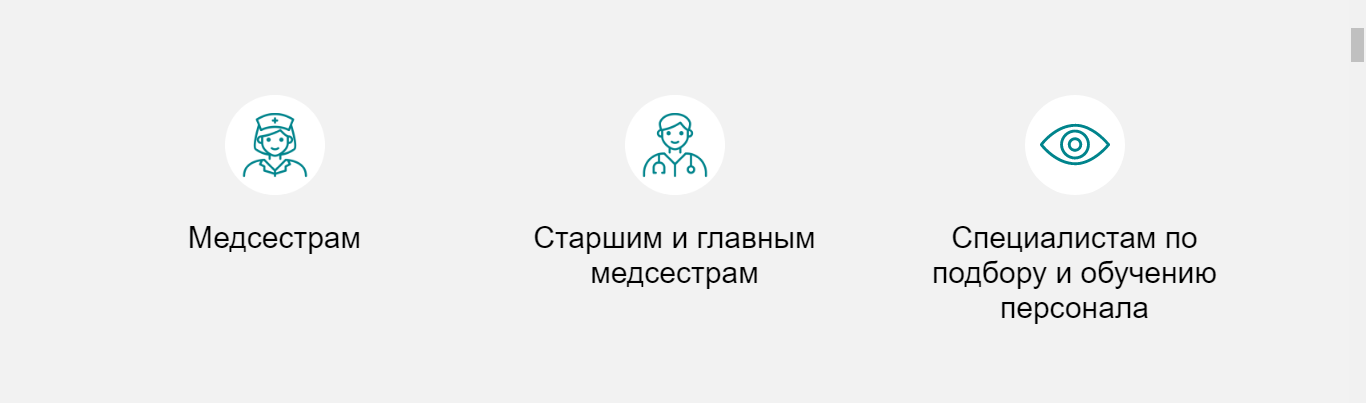 Медсестрам
Старшим и главным
медсестрам
Специалистам по
подбору и обучению
персонала